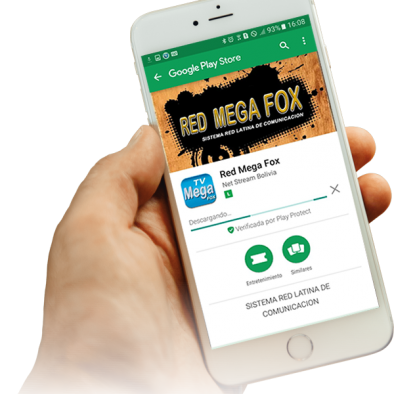 93% 16:08
Google Play Store
RED MEGA FOX
SISTEMA RED LATINA DE COMUNICACION
TV
Mega
FOX
Red Mega Fox
Net Stream Bolivia
L
Descargando...
Verificada por Play Protect
Entretenimiento Similares
SISTEMA RED LATINA DE
COMUNICACION